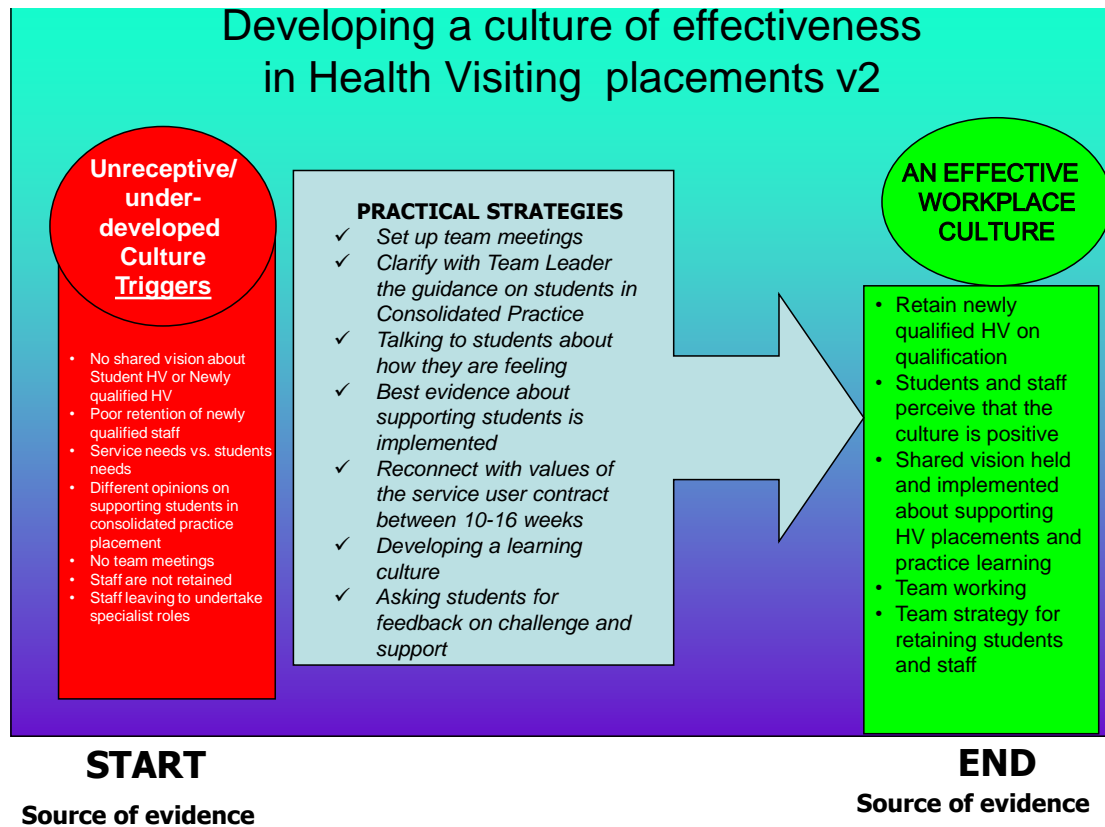 Developing a culture of effectiveness
in Health Visiting placements v2
Unreceptive/
under-
developed
Culture
Triggers
• No shared vision about
Student HV or Newly
qualified HV
• Poor retention of newly
qualified staff
• Service needs vs. students
needs
• Different opinions on
supporting students in
consolidated practice
placement
• No team meetings
• Staff are not retained
• Staff leaving to undertake
specialist roles
PRACTICAL STRATEGIES
✓ Set up team meetings
✓ Clarify with Team Leader
the guidance on students in
Consolidated Practice
✓ Talking to students about
how they are feeling
✓ Best evidence about
supporting students is
implemented
✓ Reconnect with values of
the service user contract
between 10-16 weeks
✓ Developing a learning
culture
✓ Asking students for
feedback on challenge and
support
AN EFFECTIVE
WORKPLACE
CULTURE
• Retain newly
qualified HV on
qualification
• Students and staff
perceive that the
culture is positive
• Shared vision held
and implemented
about supporting
HV placements and
practice learning
• Team working
• Team strategy for
retaining students
and staff
START
Source of evidence
END
Source of evidence